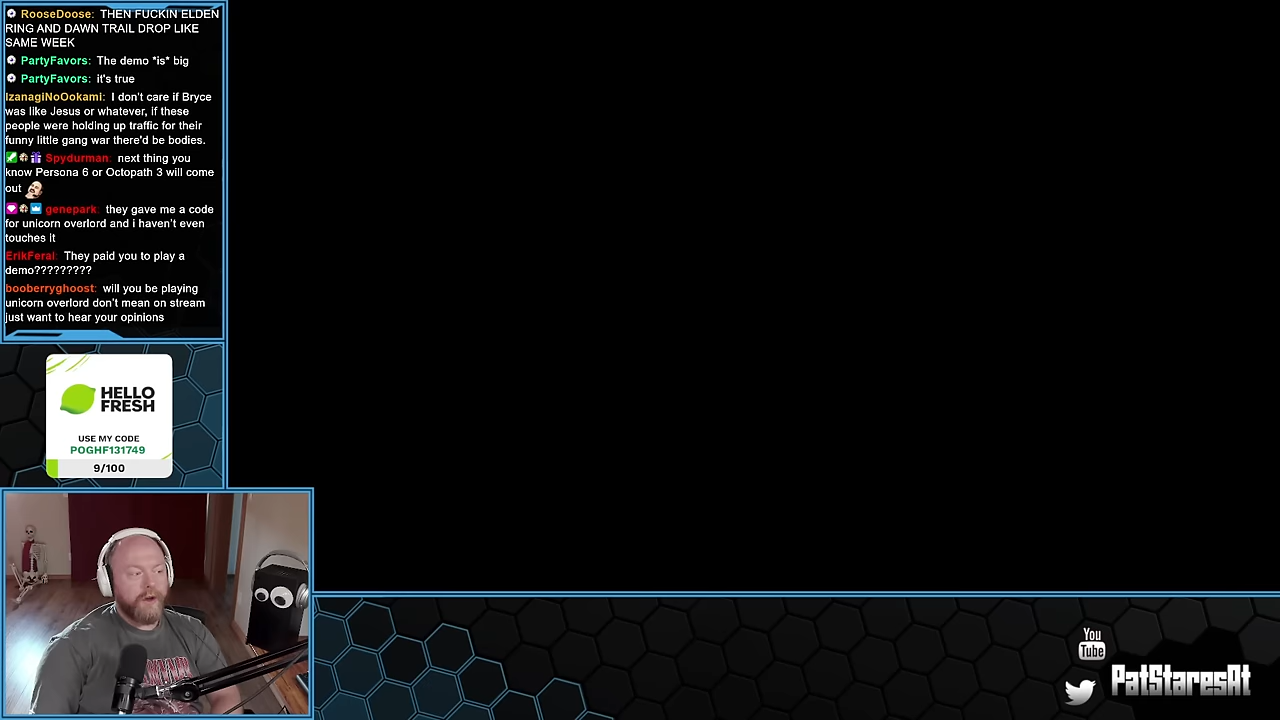 RooseDoose: THEN FUCKIN ELDEN
RING AND DAWN TRAIL DROP LIKE
SAME WEEK
PartyFavors: The demo *is* big
PartyFavors: it's true
IzanagiNoOokami: I don't care if Bryce
was like Jesus or whatever, if these
people were holding up traffic for their
funny little gang war there'd be bodies.
Spydurman: next thing you
know Persona 6 or Octopath 3 will come
out
genepark: they gave me a code
for unicorn overlord and i haven't even
touches it
ErikFeral: They paid you to play a
demo?????????
booberryghoost: will you be playing
unicorn overlord don't mean on stream
just want to hear your opinions
HELLO
FRESH
USE MY CODE
POGHF131749
9/100
You
Tube
PatStaresAt